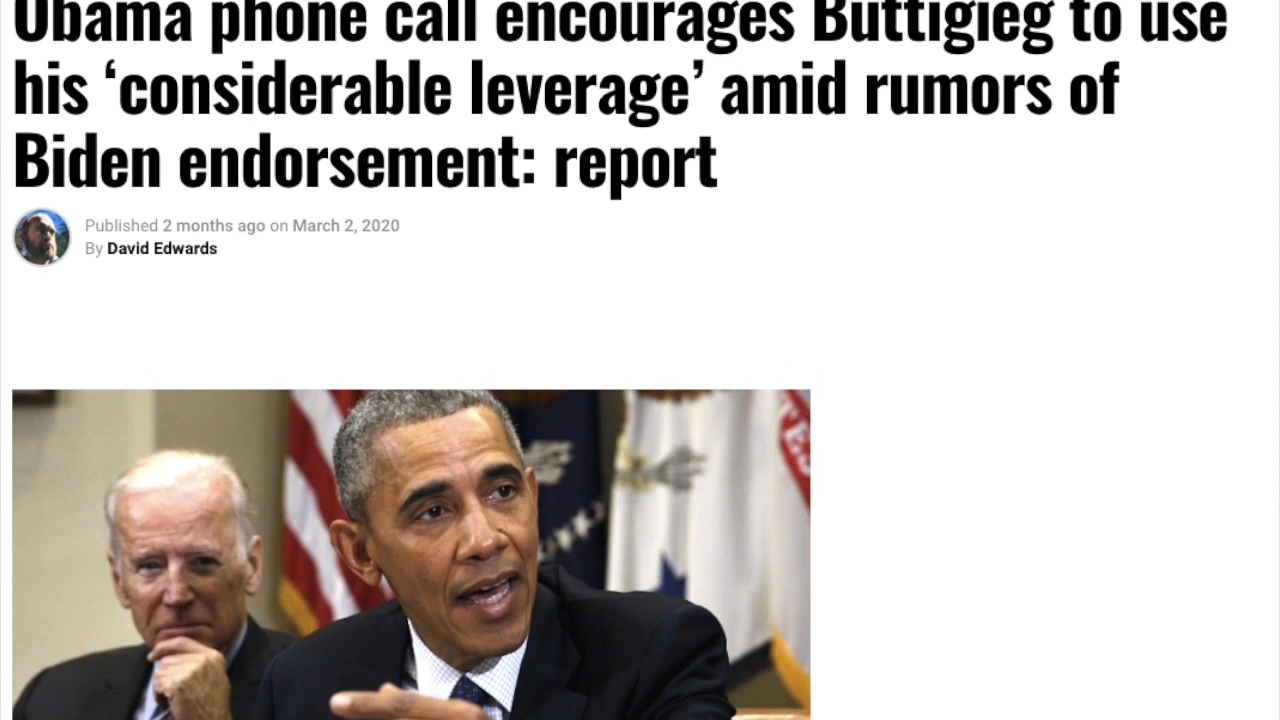 Obama phone call encourages Buttigieg to use
his ‘considerable leverage’ amid rumors of
Biden endorsement: report
Published 2 months ago on March 2, 2020
By David Edwards